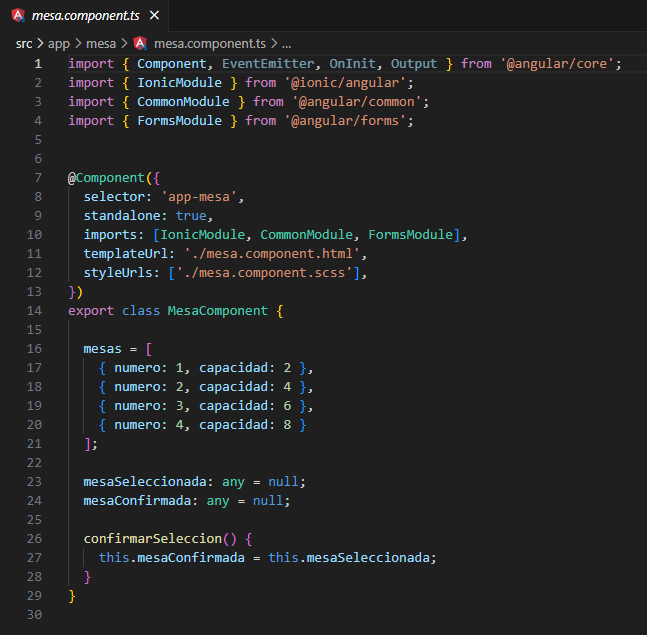 mesa.component.ts ×
src > app > mesa > mesa.component.ts > ...
1 import { Component, EventEmitter, OnInit, Output } from '@angular/core';
2 import { IonicModule } from '@ionic/angular';
3 import { CommonModule } from '@angular/common';
4 import { FormsModule } from '@angular/forms';
5
6
7 @Component({
8   selector: 'app-mesa',
9   standalone: true,
10   imports: [IonicModule, CommonModule, FormsModule],
11   templateUrl: './mesa.component.html',
12   styleUrls: ['./mesa.component.scss'],
13 })
14 export class MesaComponent {
15
16   mesas = [
17     { numero: 1, capacidad: 2 },
18     { numero: 2, capacidad: 4 },
19     { numero: 3, capacidad: 6 },
20     { numero: 4, capacidad: 8 }
21   ];
22
23   mesaSeleccionada: any = null;
24   mesaConfirmada: any = null;
25
26   confirmarSeleccion() {
27     this.mesaConfirmada = this.mesaSeleccionada;
28   }
29 }
30